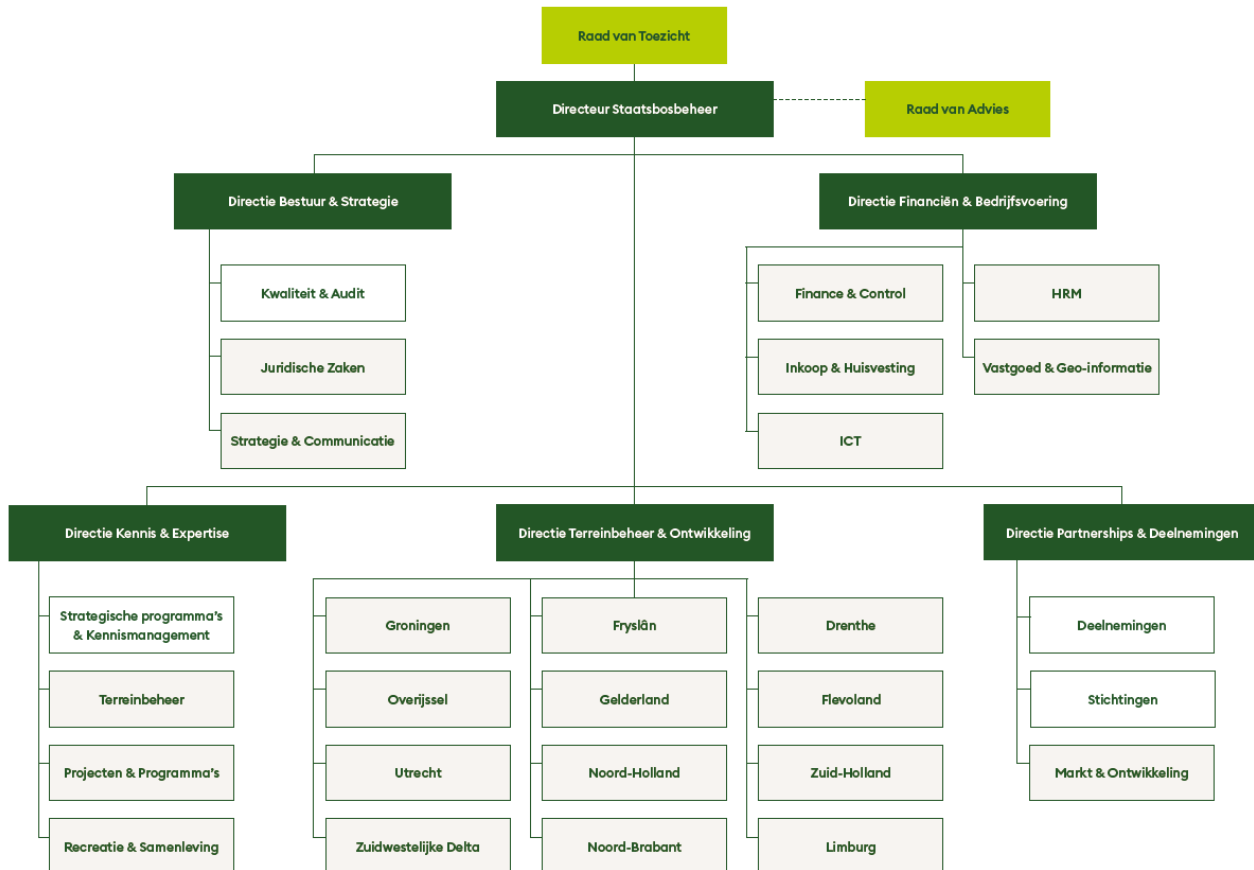 Raad van Toezicht
Directeur Staatsbosbeheer
Raad van Advies
Directie Bestuur & Strategie
Directie Financiën & Bedrijfsvoering
Kwaliteit & Audit
Juridische Zaken
Strategie & Communicatie
Finance & Control
HRM
Inkoop & Huisvesting
Vastgoed & Geo-informatie
ICT
Directie Kennis & Expertise
Directie Terreinbeheer & Ontwikkeling
Directie Partnerships & Deelnemingen
Strategische programma's
& Kennismanagement
Terreinbeheer
Projecten & Programma's
Recreatie & Samenleving
Groningen
Fryslân
Drenthe
Overijssel
Gelderland
Flevoland
Utrecht
Noord-Holland
Zuid-Holland
Zuidwestelijke Delta
Noord-Brabant
Limburg
Deelnemingen
Stichtingen
Markt & Ontwikkeling